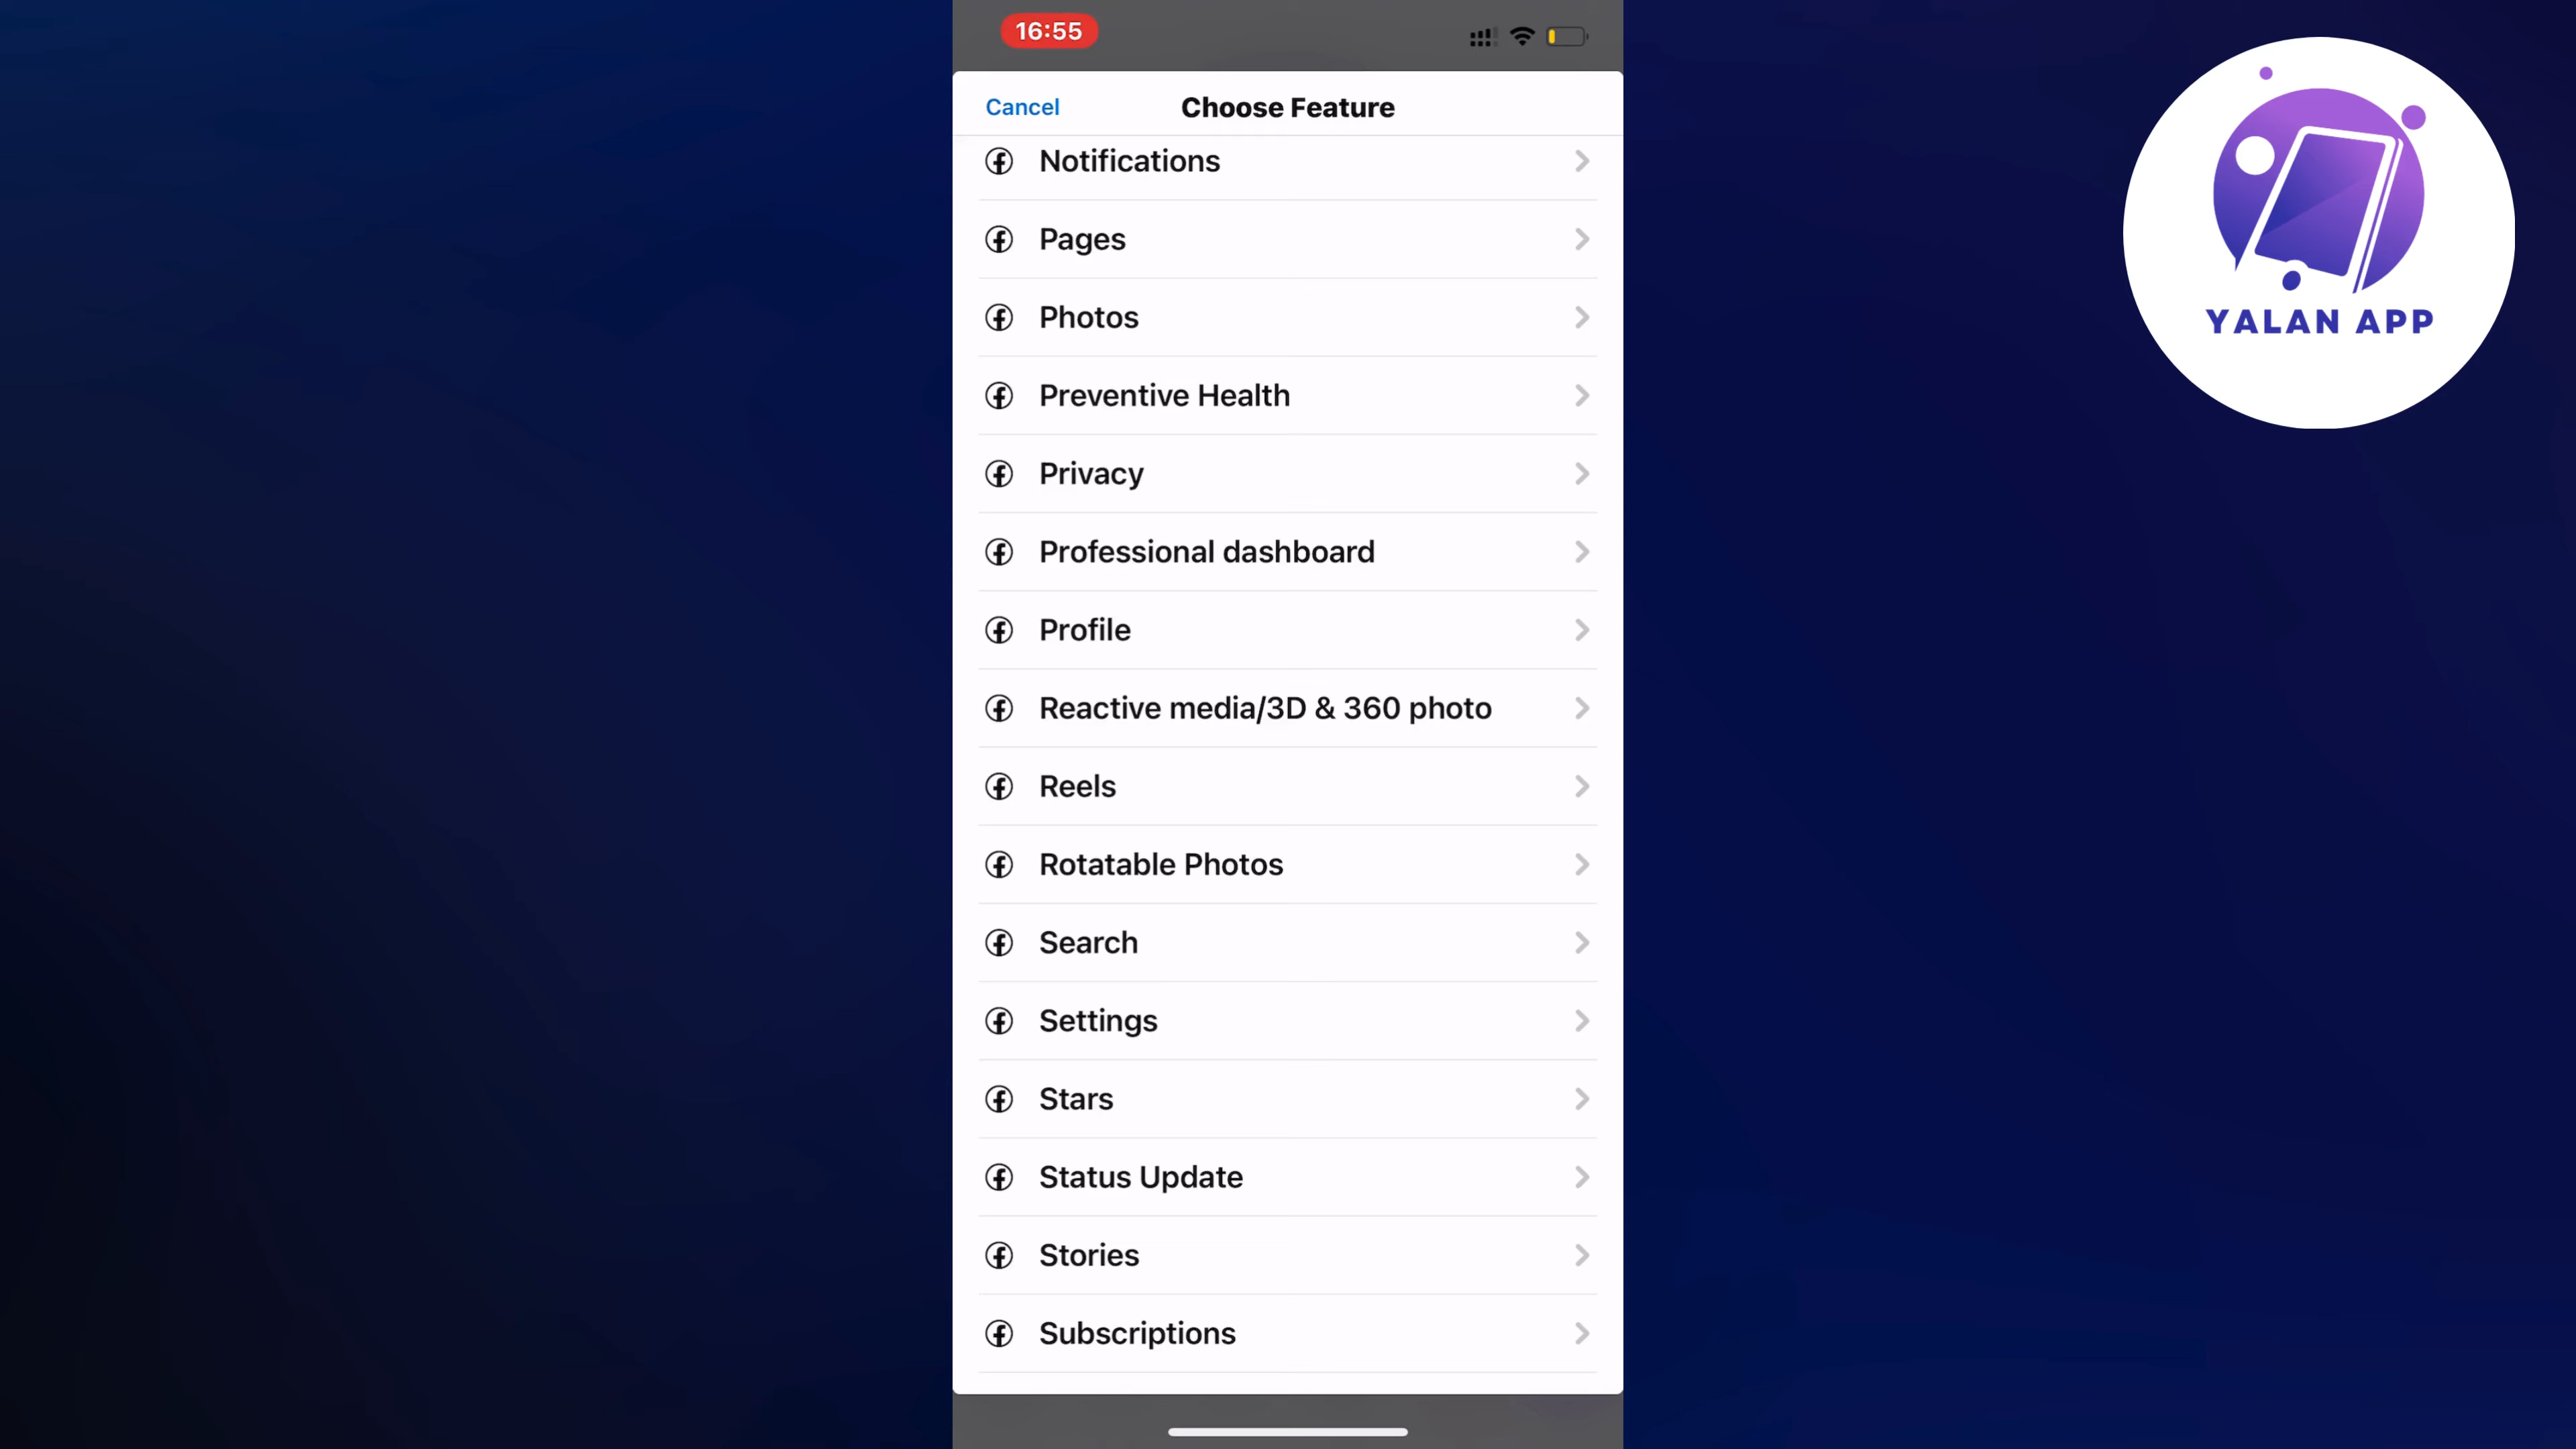 16:55
Cancel
Choose Feature
Notifications
Pages
Photos
Preventive Health
Privacy
Professional dashboard
Profile
Reactive media/3D & 360 photo
Reels
Rotatable Photos
Search
Settings
Stars
Status Update
Stories
Subscriptions
YALAN APP